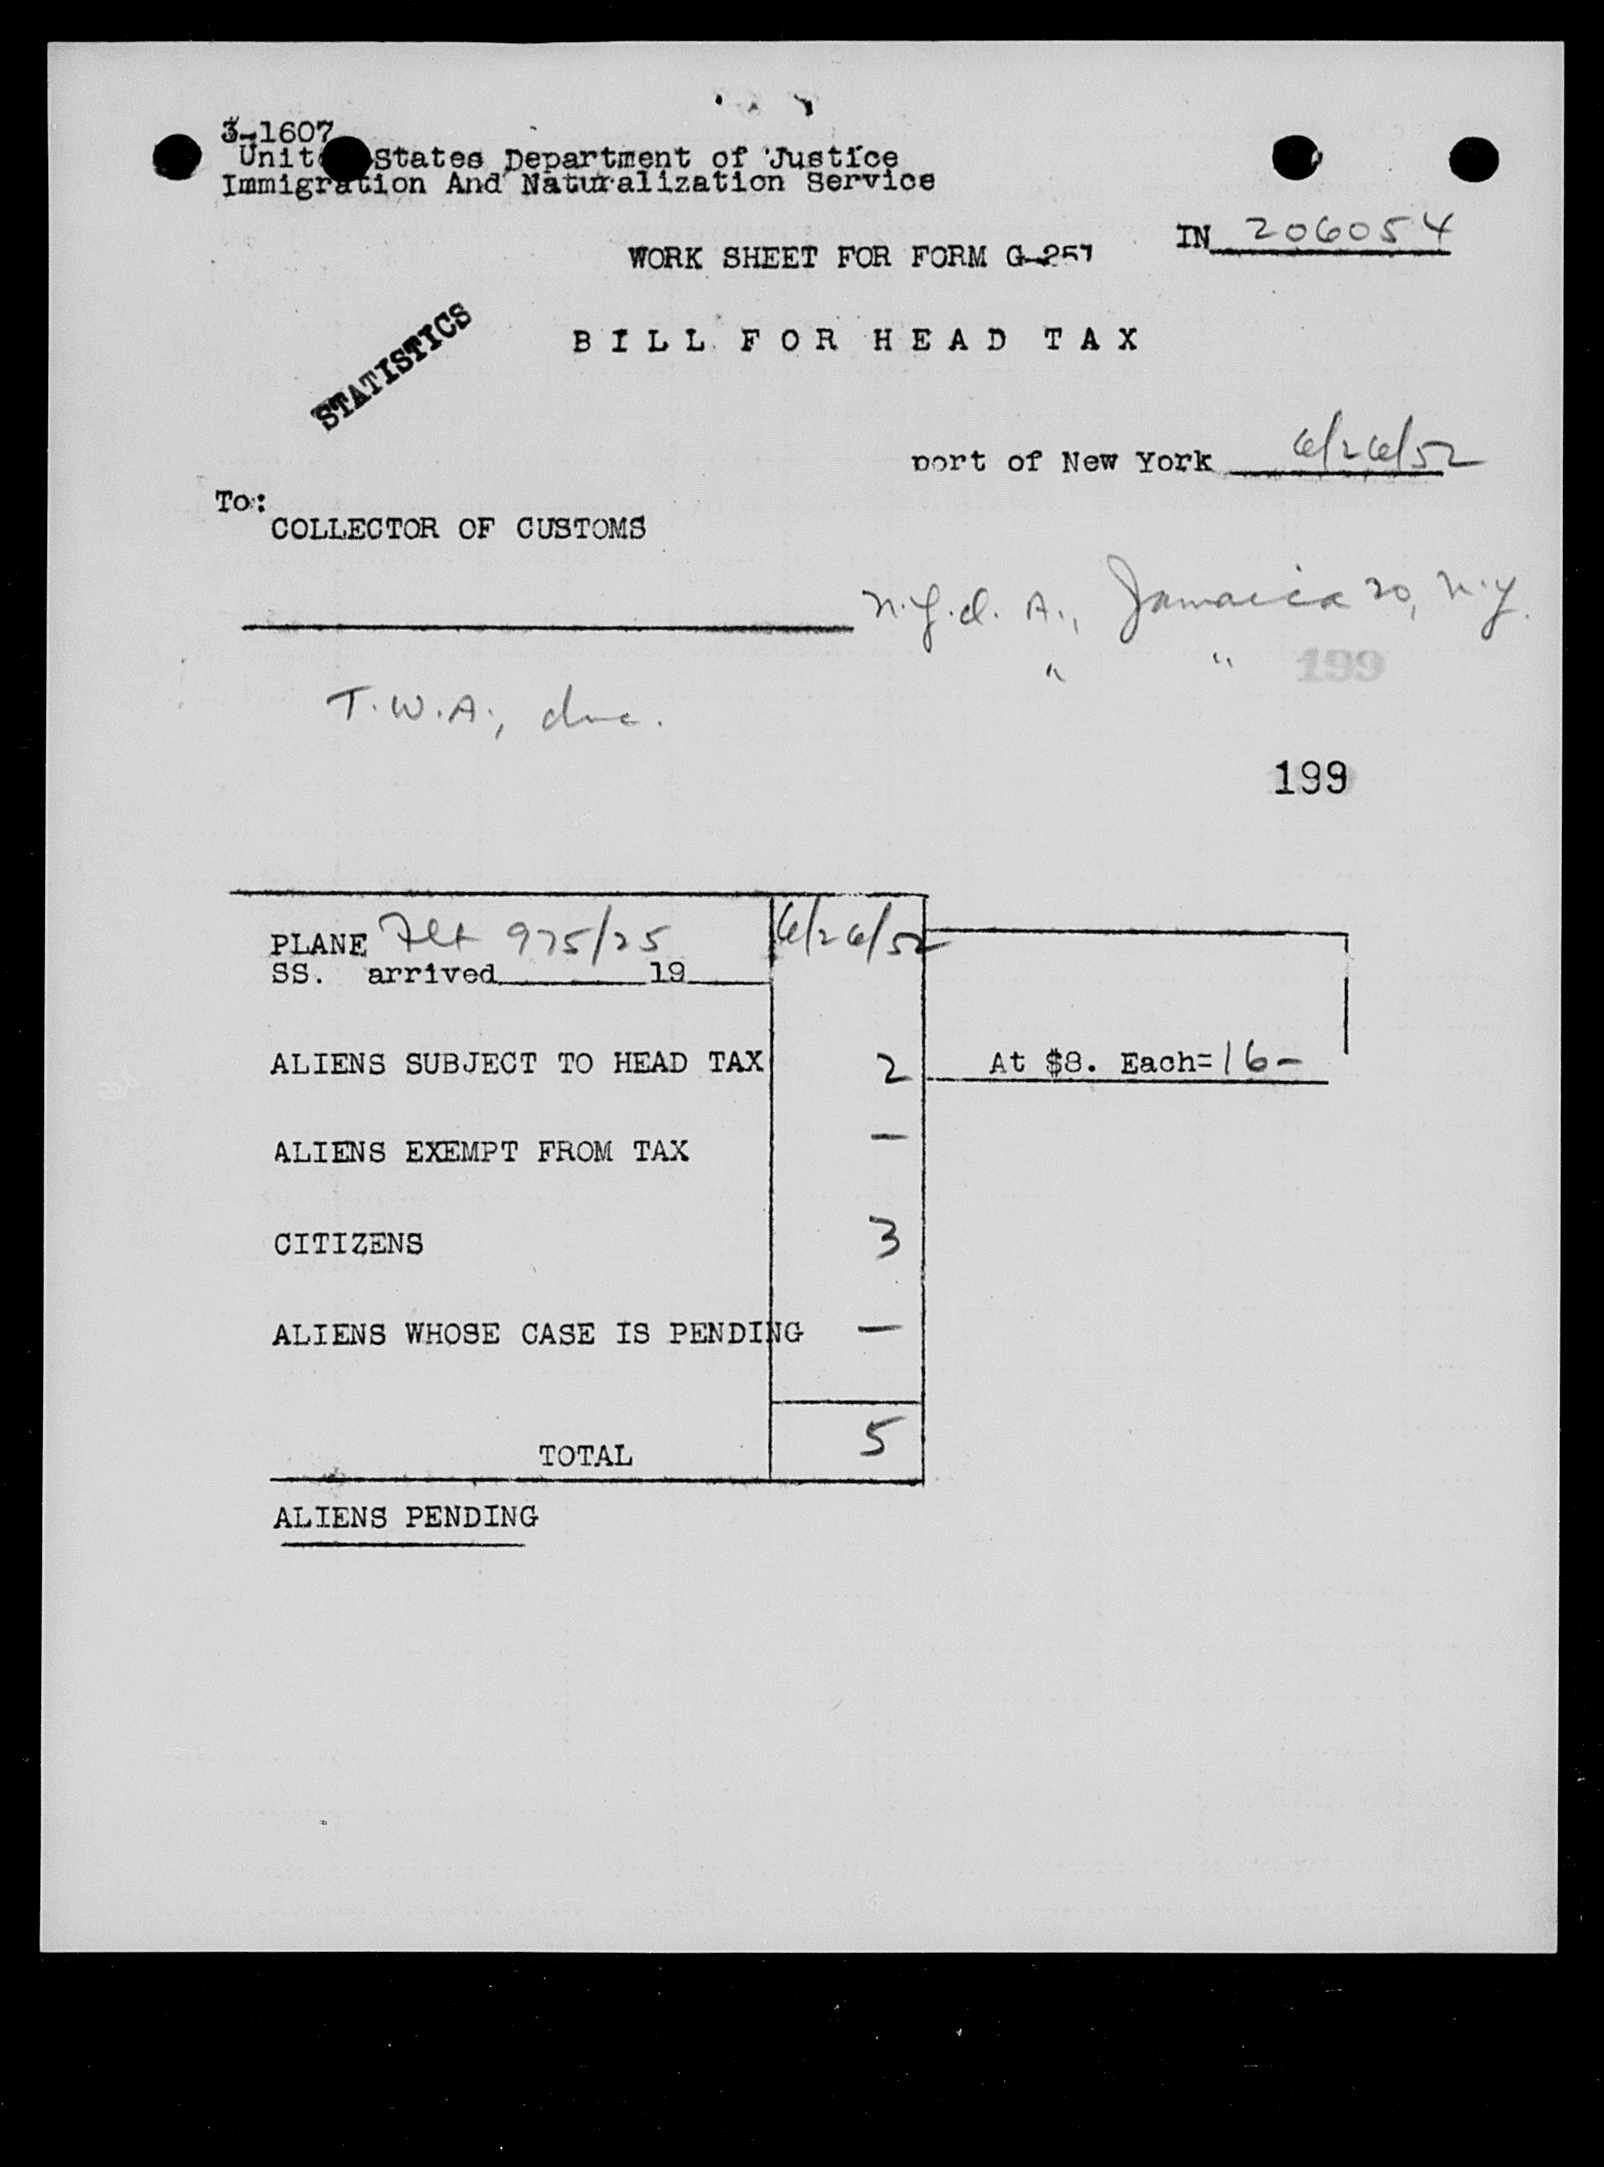 3-1607
United States Department of Justice
Immigration And Naturalization Service
IN 206054
WORK SHEET FOR FORM G-257
STATISTICS
BILL FOR HEAD TAX
port of New York 6/26/52
To:
COLLECTOR OF CUSTOMS
N.Y.I. A., Jamaica 20, N.Y.
" " 199
T.W.A., Inc.
199
PLANE Flt 975/25 6/26/52
SS. arrived 19
ALIENS SUBJECT TO HEAD TAX 2 At $8. Each= 16-
ALIENS EXEMPT FROM TAX -
CITIZENS 3
ALIENS WHOSE CASE IS PENDING -
TOTAL 5
ALIENS PENDING